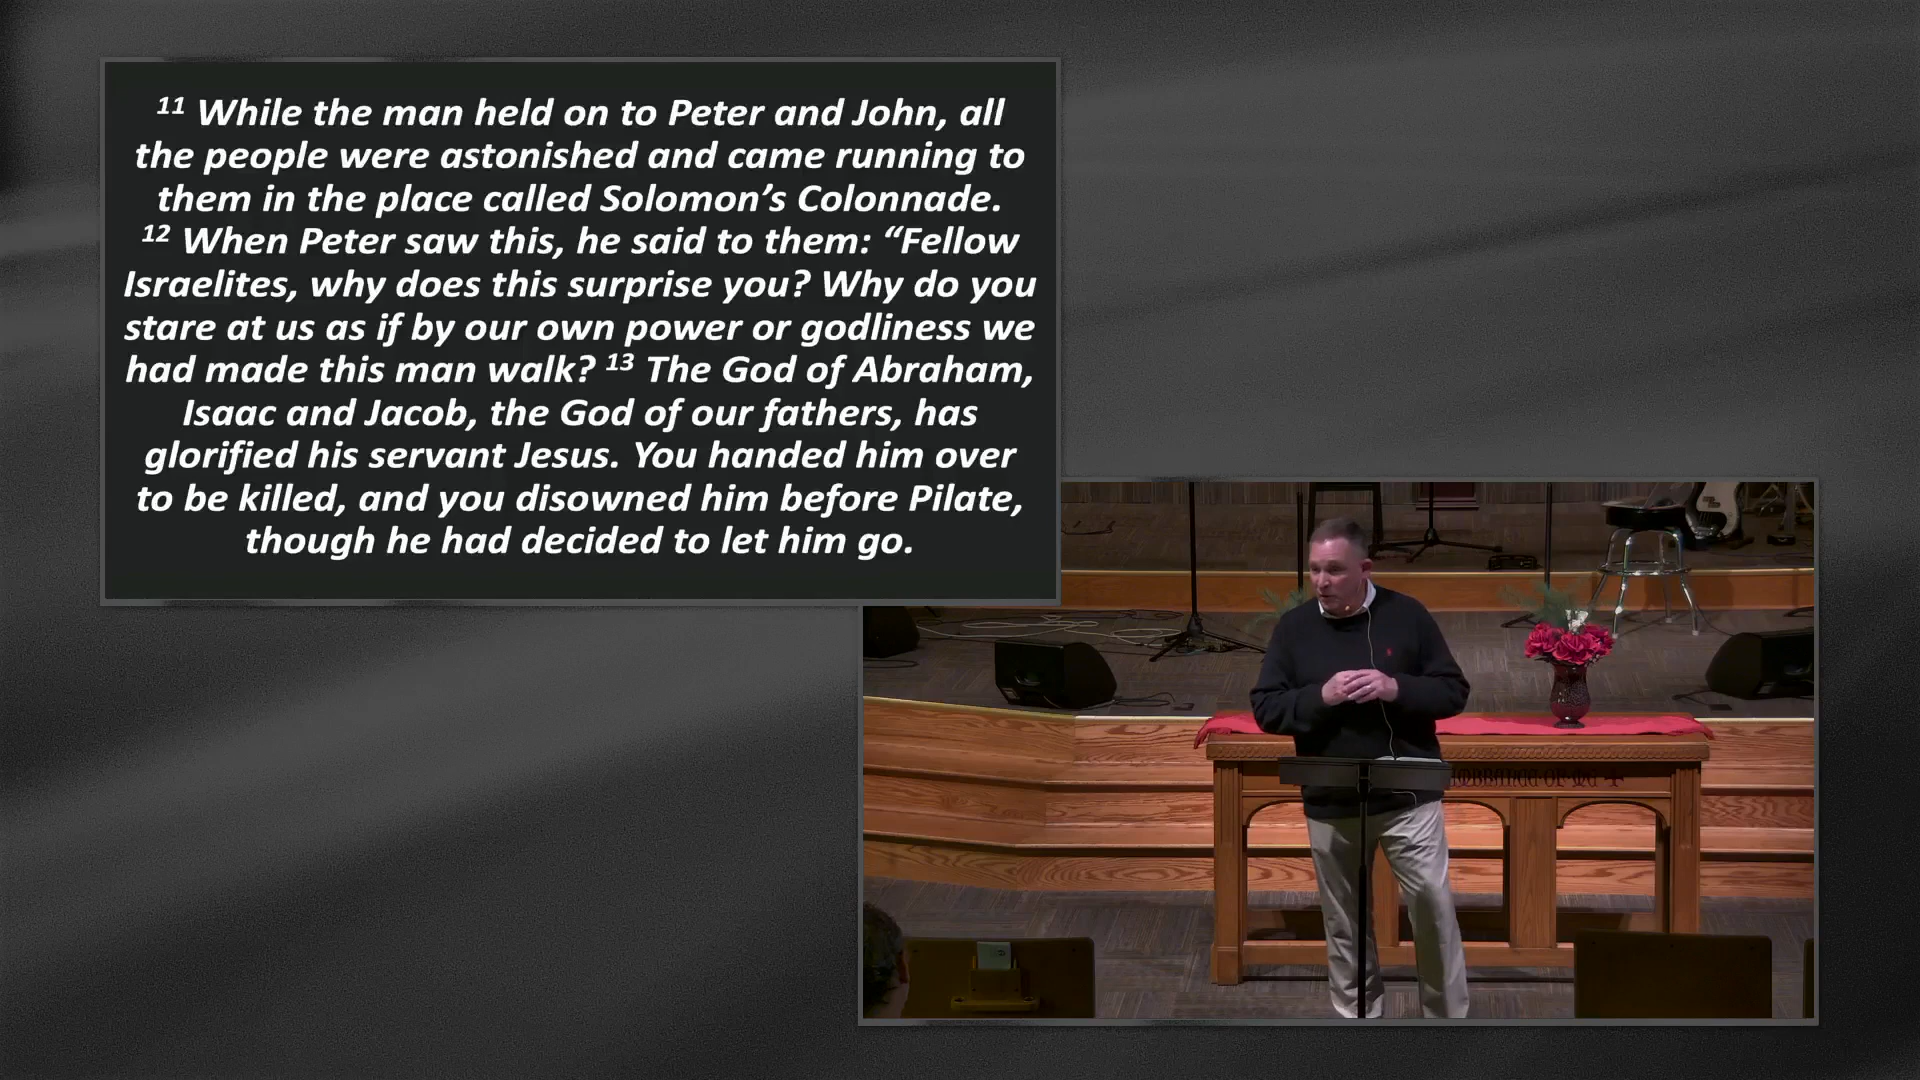 11 While the man held on to Peter and John, all
the people were astonished and came running to
them in the place called Solomon’s Colonnade.
12 When Peter saw this, he said to them: “Fellow
Israelites, why does this surprise you? Why do you
stare at us as if by our own power or godliness we
had made this man walk? 13 The God of Abraham,
Isaac and Jacob, the God of our fathers, has
glorified his servant Jesus. You handed him over
to be killed, and you disowned him before Pilate,
though he had decided to let him go.
OF ME